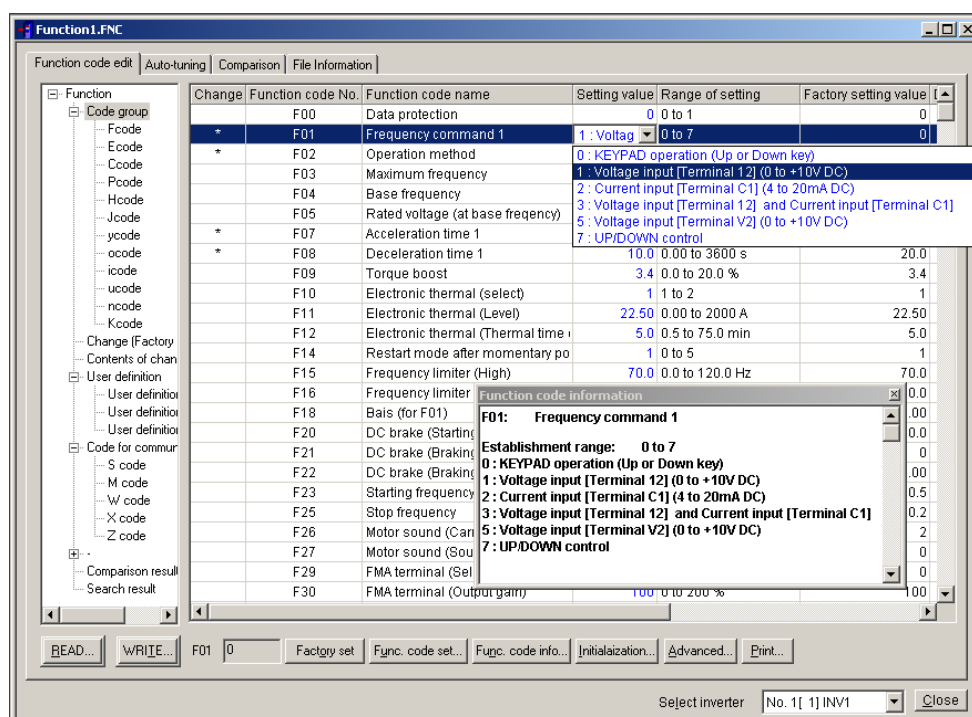 Function1.FNC
Function code edit Auto-tuning Comparison File Information
Function
Code group
Fcode
Ecode
Ccode
Pcode
Hcode
Jcode
ycode
ocode
icode
ucode
ncode
Kcode
Change (Factory
Contents of chan
User definition
User definition
User definition
User definition
Code for commun
S code
M code
W code
X code
Z code
-
Comparison result
Search result
Change Function code No. Function code name Setting value Range of setting Factory setting value
F00 Data protection 0 0 to 1 0
* F01 Frequency command 1 1 : Voltag 0 to 7 0
* F02 Operation method
F03 Maximum frequency
F04 Base frequency
F05 Rated voltage (at base freqency)
* F07 Acceleration time 1
0 : KEYPAD operation (Up or Down key)
1 : Voltage input [Terminal 12] (0 to +10V DC)
2 : Current input [Terminal C1] (4 to 20mA DC)
3 : Voltage input [Terminal 12] and Current input [Terminal C1]
5 : Voltage input [Terminal V2] (0 to +10V DC)
7 : UP/DOWN control
* F08 Deceleration time 1 10.0 0.00 to 3600 s 20.0
F09 Torque boost 3.4 0.0 to 20.0 % 3.4
F10 Electronic thermal (select) 1 1 to 2 1
F11 Electronic thermal (Level) 22.50 0.00 to 2000 A 22.50
F12 Electronic thermal (Thermal time 5.0 0.5 to 75.0 min 5.0
F14 Restart mode after momentary po 1 0 to 5 1
F15 Frequency limiter (High) 70.0 0.0 to 120.0 Hz 70.0
F16 Frequency limiter 0.0
F18 Bais (for F01) .00
F20 DC brake (Starting 0.0
F21 DC brake (Braking 0
F22 DC brake (Braking .00
F23 Starting frequency 0.5
F25 Stop frequency 0.2
F26 Motor sound (Carr 2
F27 Motor sound (Sou 0
F29 FMA terminal (Sel 0
F30 FMA terminal (Output gain) 100 0 to 200 % 100
Function code information
F01: Frequency command 1
Establishment range: 0 to 7
0 : KEYPAD operation (Up or Down key)
1 : Voltage input [Terminal 12] (0 to +10V DC)
2 : Current input [Terminal C1] (4 to 20mA DC)
3 : Voltage input [Terminal 12] and Current input [Terminal C1]
5 : Voltage input [Terminal V2] (0 to +10V DC)
7 : UP/DOWN control
READ... WRITE... F01 0 Factory set Func. code set... Func. code info... Initialaization... Advanced... Print...
Select inverter No. 1[ 1] INV1 Close